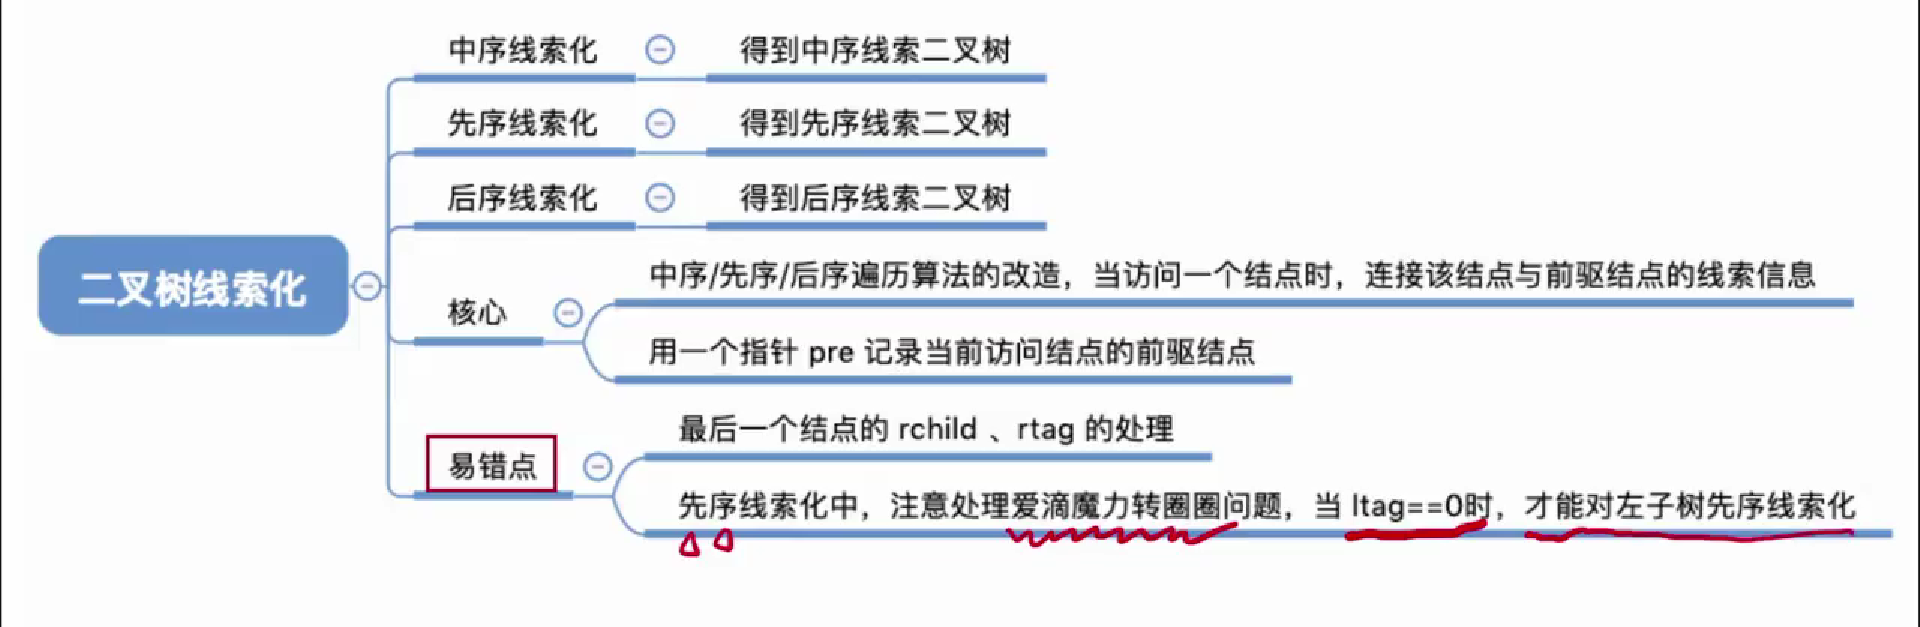 中序线索化
得到中序线索二叉树
先序线索化
得到先序线索二叉树
后序线索化
得到后序线索二叉树
二叉树线索化
核心
中序/先序/后序遍历算法的改造，当访问一个结点时，连接该结点与前驱结点的线索信息
用一个指针 pre 记录当前访问结点的前驱结点
易错点
最后一个结点的 rchild 、rtag 的处理
先序线索化中，注意处理爱滴魔力转圈圈问题，当 ltag==0时，才能对左子树先序线索化